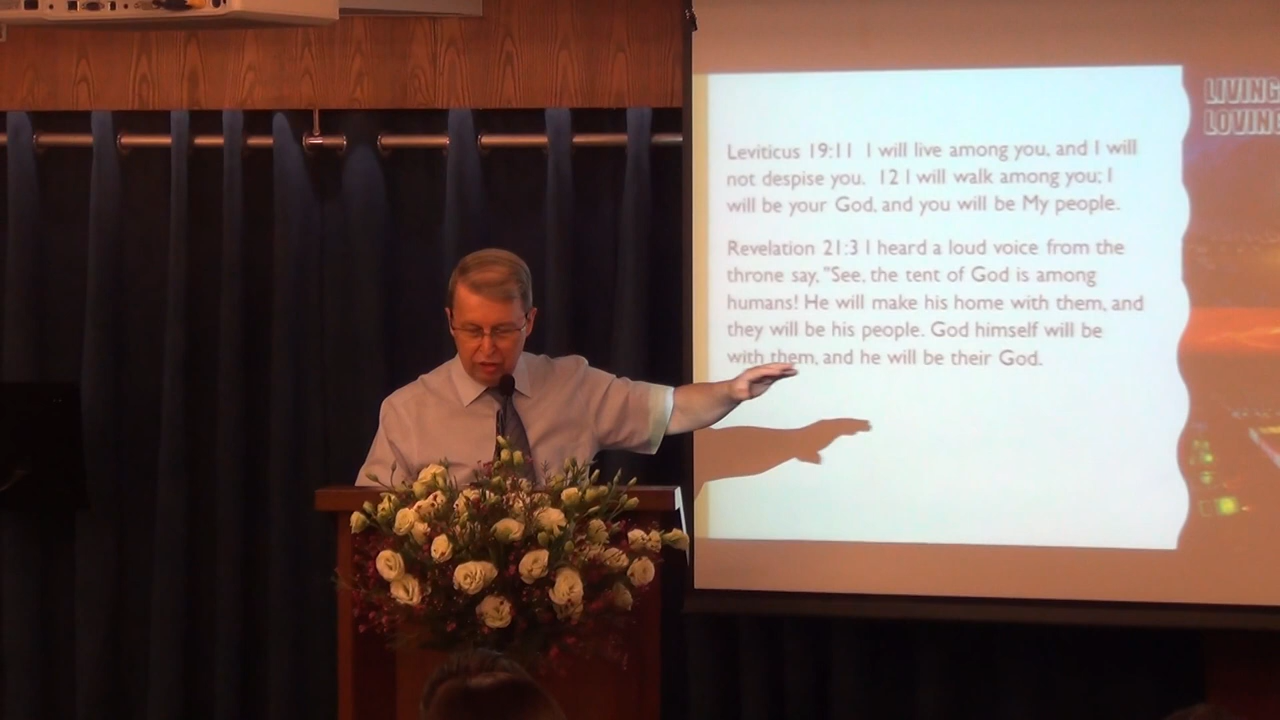 LIVING
LOVING
Leviticus 19:11 I will live among you, and I will
not despise you. 12 I will walk among you; I
will be your God, and you will be My people.
Revelation 21:3 I heard a loud voice from the
throne say, "See, the tent of God is among
humans! He will make his home with them, and
they will be his people. God himself will be
with them, and he will be their God.